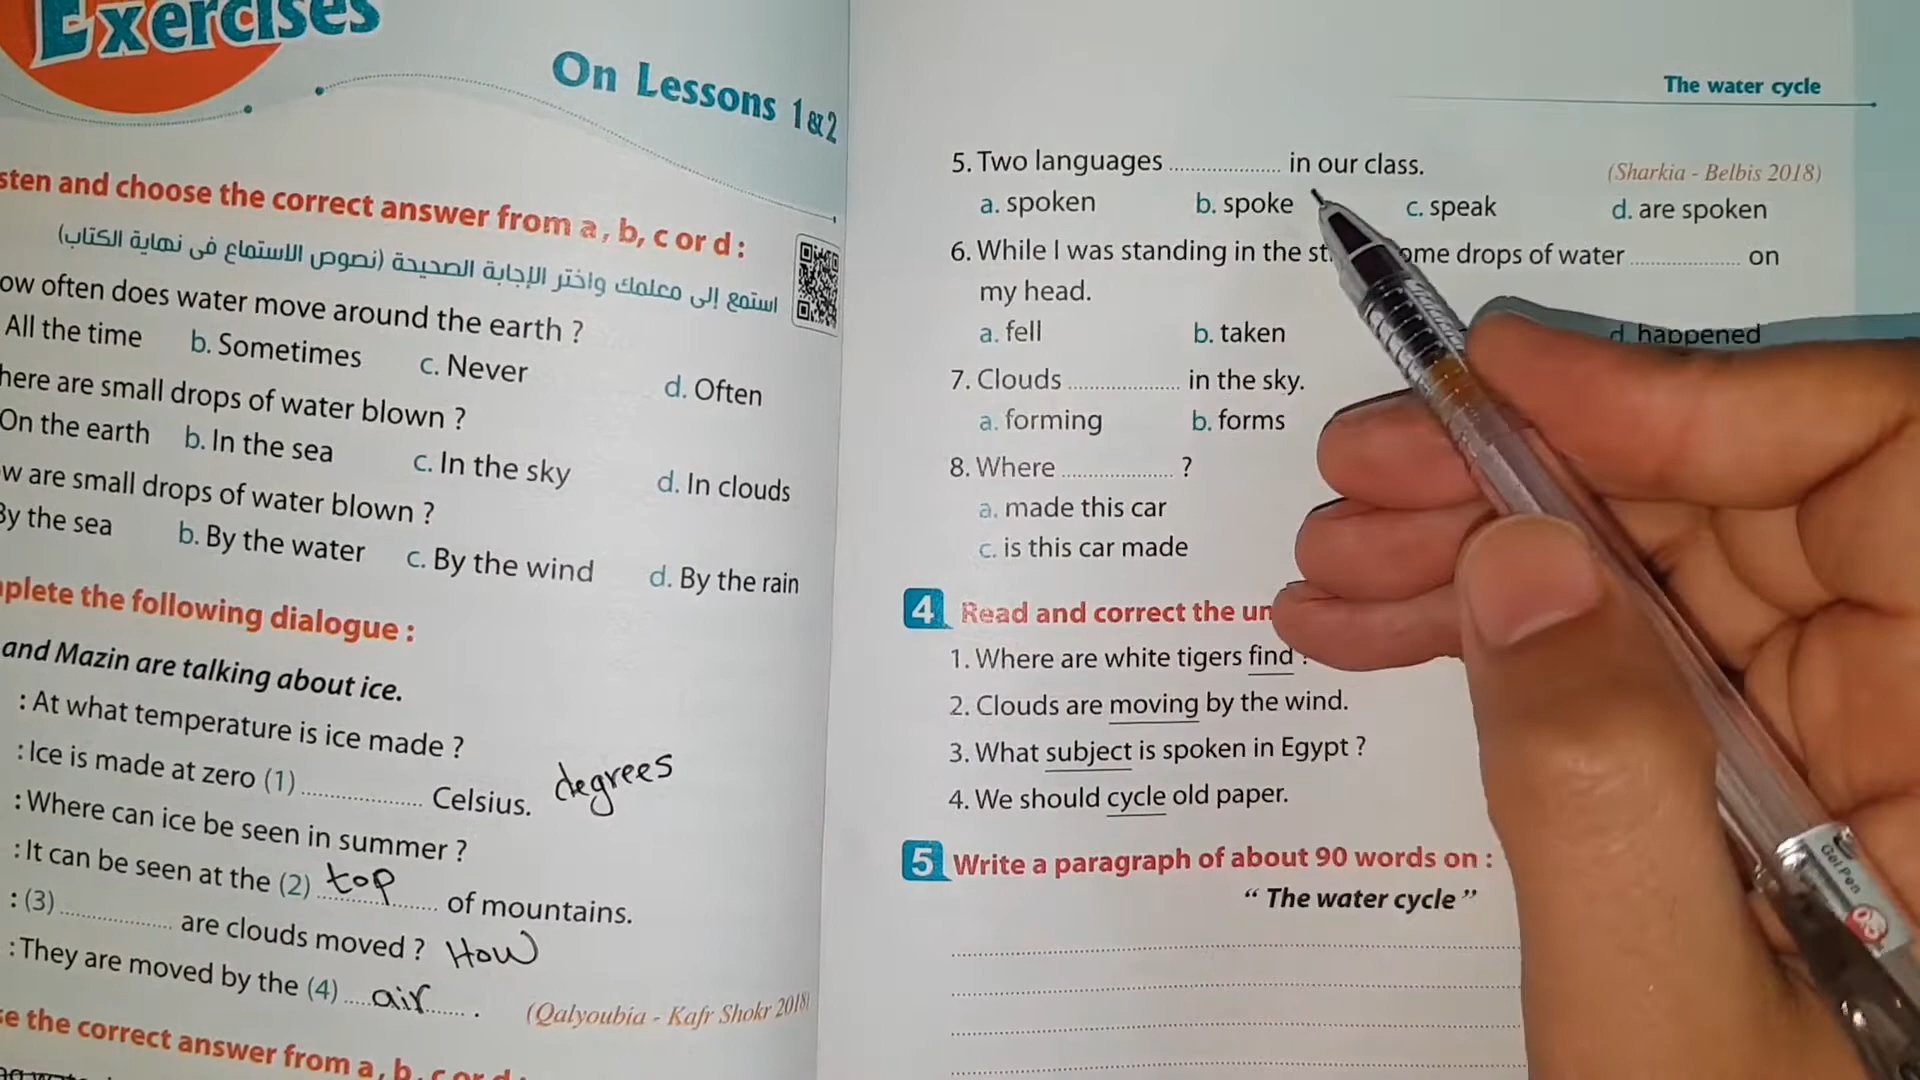 Exercises
On Lessons 1&2
sten and choose the correct answer from a, b, c or d :
استمع إلى معلمك واختر الإجابة الصحيحة (نصوص الاستماع فى نهاية الكتاب)
ow often does water move around the earth ?
All the time b. Sometimes c. Never d. Often
here are small drops of water blown ?
On the earth b. In the sea c. In the sky d. In clouds
w are small drops of water blown ?
By the sea b. By the water c. By the wind d. By the rain
plete the following dialogue :
and Mazin are talking about ice.
: At what temperature is ice made ?
: Ice is made at zero (1) .................. Celsius. degrees
: Where can ice be seen in summer ?
: It can be seen at the (2) top of mountains.
: (3) .................. are clouds moved ? How
: They are moved by the (4) ....air...... .
(Qalyoubia - Kafr Shokr 2018)
se the correct answer from a, b, c or d :
The water cycle
5. Two languages .................. in our class. (Sharkia - Belbis 2018)
a. spoken b. spoke c. speak d. are spoken
6. While I was standing in the st ome drops of water .................. on
my head.
a. fell b. taken d. happened
7. Clouds .................. in the sky.
a. forming b. forms
8. Where .................. ?
a. made this car
c. is this car made
4 Read and correct the un
1. Where are white tigers find ?
2. Clouds are moving by the wind.
3. What subject is spoken in Egypt ?
4. We should cycle old paper.
5 Write a paragraph of about 90 words on :
“ The water cycle ”
Gel Pen